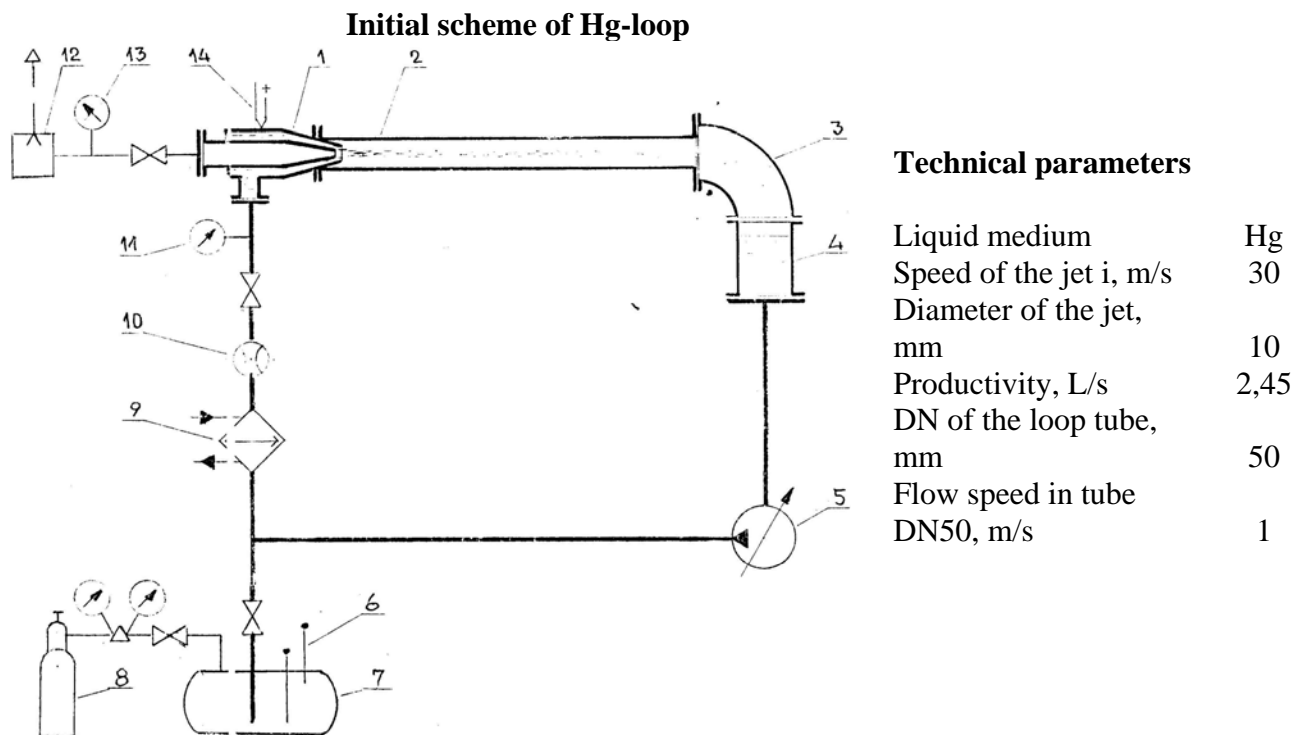 Initial scheme of Hg-loop
12
13
14
1
2
3
+
Technical parameters
Liquid medium Hg
Speed of the jet i, m/s 30
Diameter of the jet,
mm 10
Productivity, L/s 2,45
DN of the loop tube,
mm 50
Flow speed in tube
DN50, m/s 1
11
4
10
9
5
6
7
8